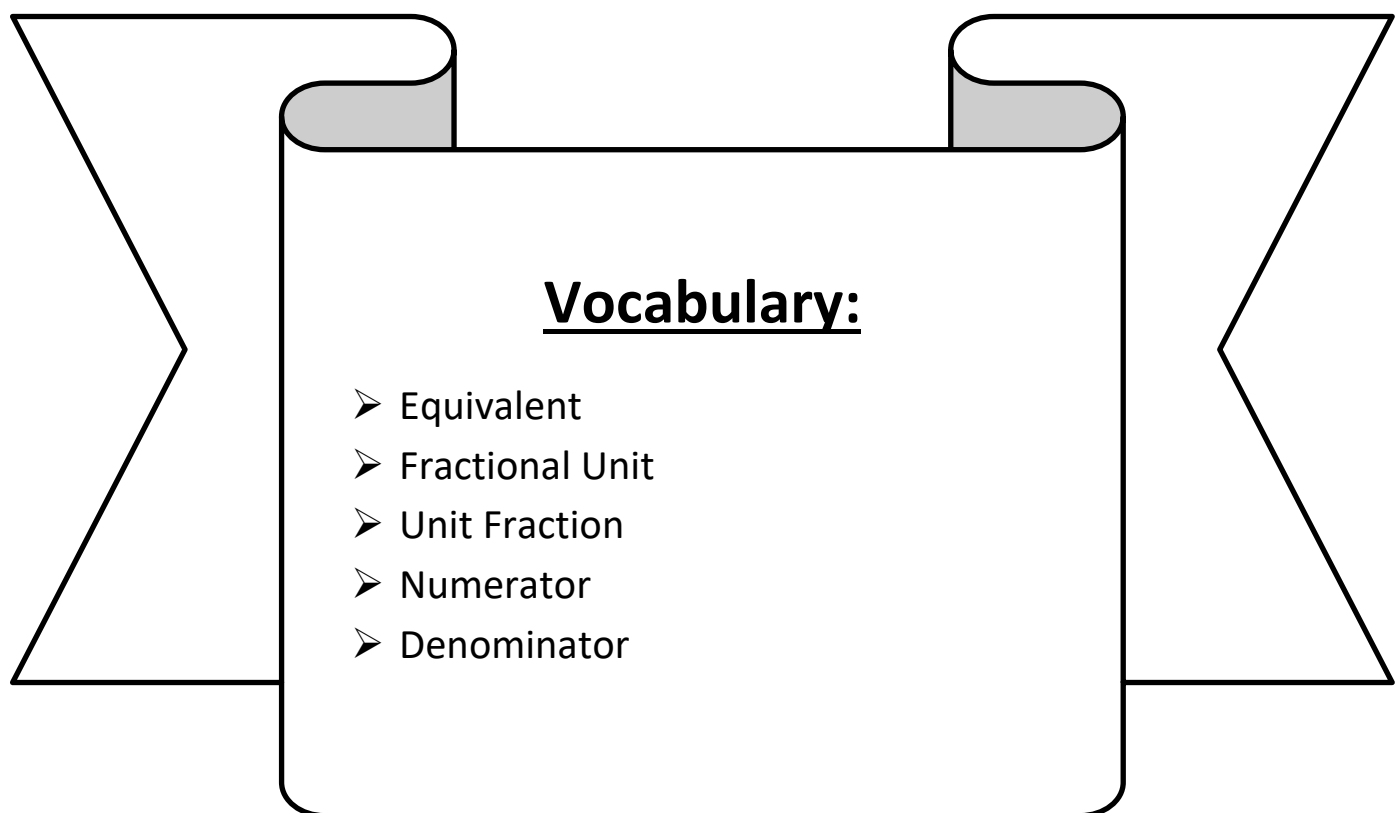 Vocabulary:
➢ Equivalent
➢ Fractional Unit
➢ Unit Fraction
➢ Numerator
➢ Denominator